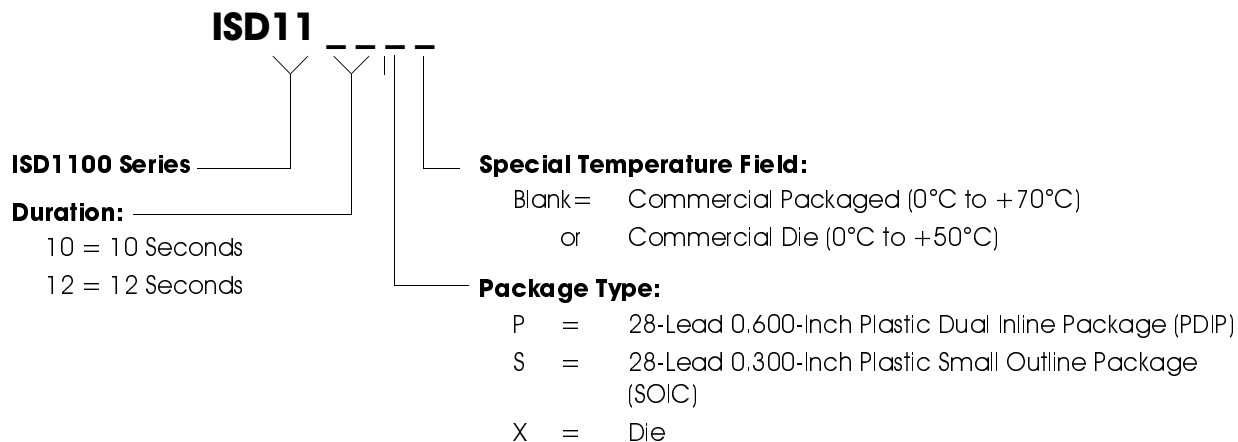 ISD11 _ _ _ _
ISD1100 Series
Duration:
10 = 10 Seconds
12 = 12 Seconds
Special Temperature Field:
Blank = Commercial Packaged (0°C to +70°C)
or Commercial Die (0°C to +50°C)
Package Type:
P = 28-Lead 0.600-Inch Plastic Dual Inline Package (PDIP)
S = 28-Lead 0.300-Inch Plastic Small Outline Package
(SOIC)
X = Die